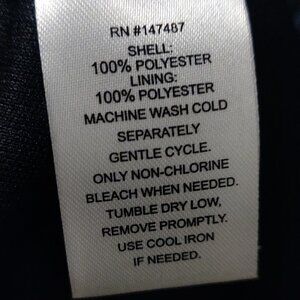 RN #147487
SHELL:
100% POLYESTER
LINING:
100% POLYESTER
MACHINE WASH COLD
SEPARATELY
GENTLE CYCLE.
ONLY NON-CHLORINE
BLEACH WHEN NEEDED.
TUMBLE DRY LOW,
REMOVE PROMPTLY.
USE COOL IRON
IF NEEDED.